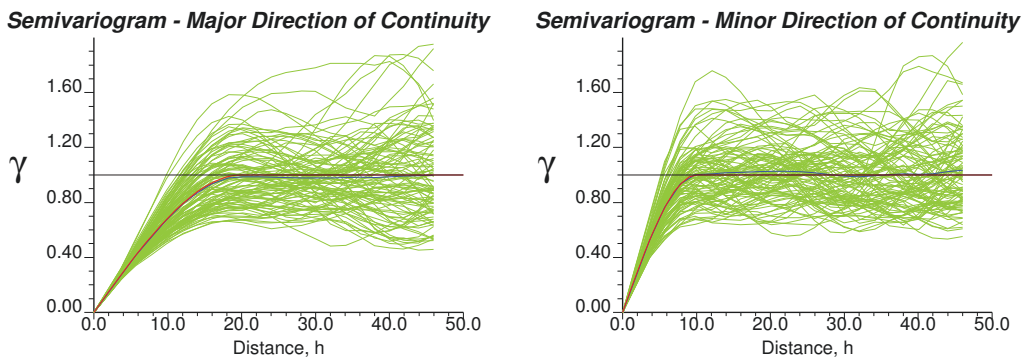 Semivariogram - Major Direction of Continuity
γ
1.60
1.20
0.80
0.40
0.00
0.0 10.0 20.0 30.0 40.0 50.0
Distance, h
Semivariogram - Minor Direction of Continuity
γ
1.60
1.20
0.80
0.40
0.00
0.0 10.0 20.0 30.0 40.0 50.0
Distance, h